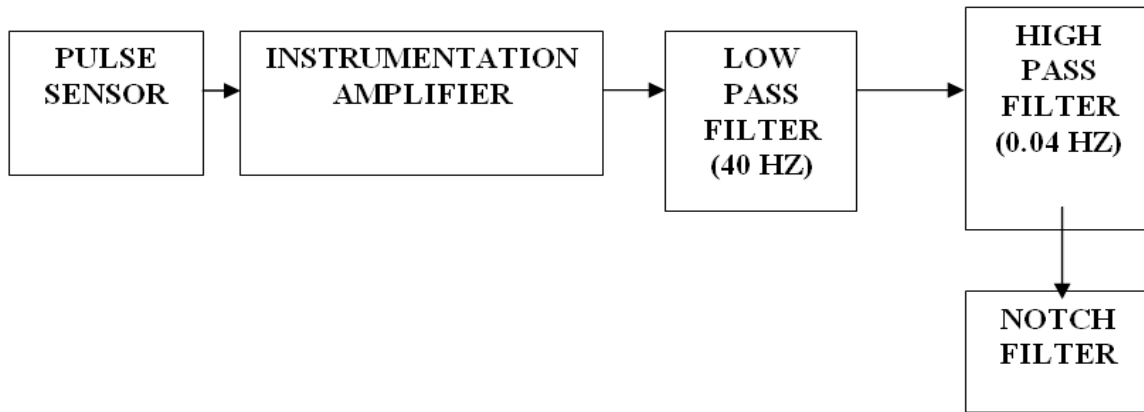 PULSE
SENSOR
INSTRUMENTATION
AMPLIFIER
LOW
PASS
FILTER
(40 HZ)
HIGH
PASS
FILTER
(0.04 HZ)
NOTCH
FILTER